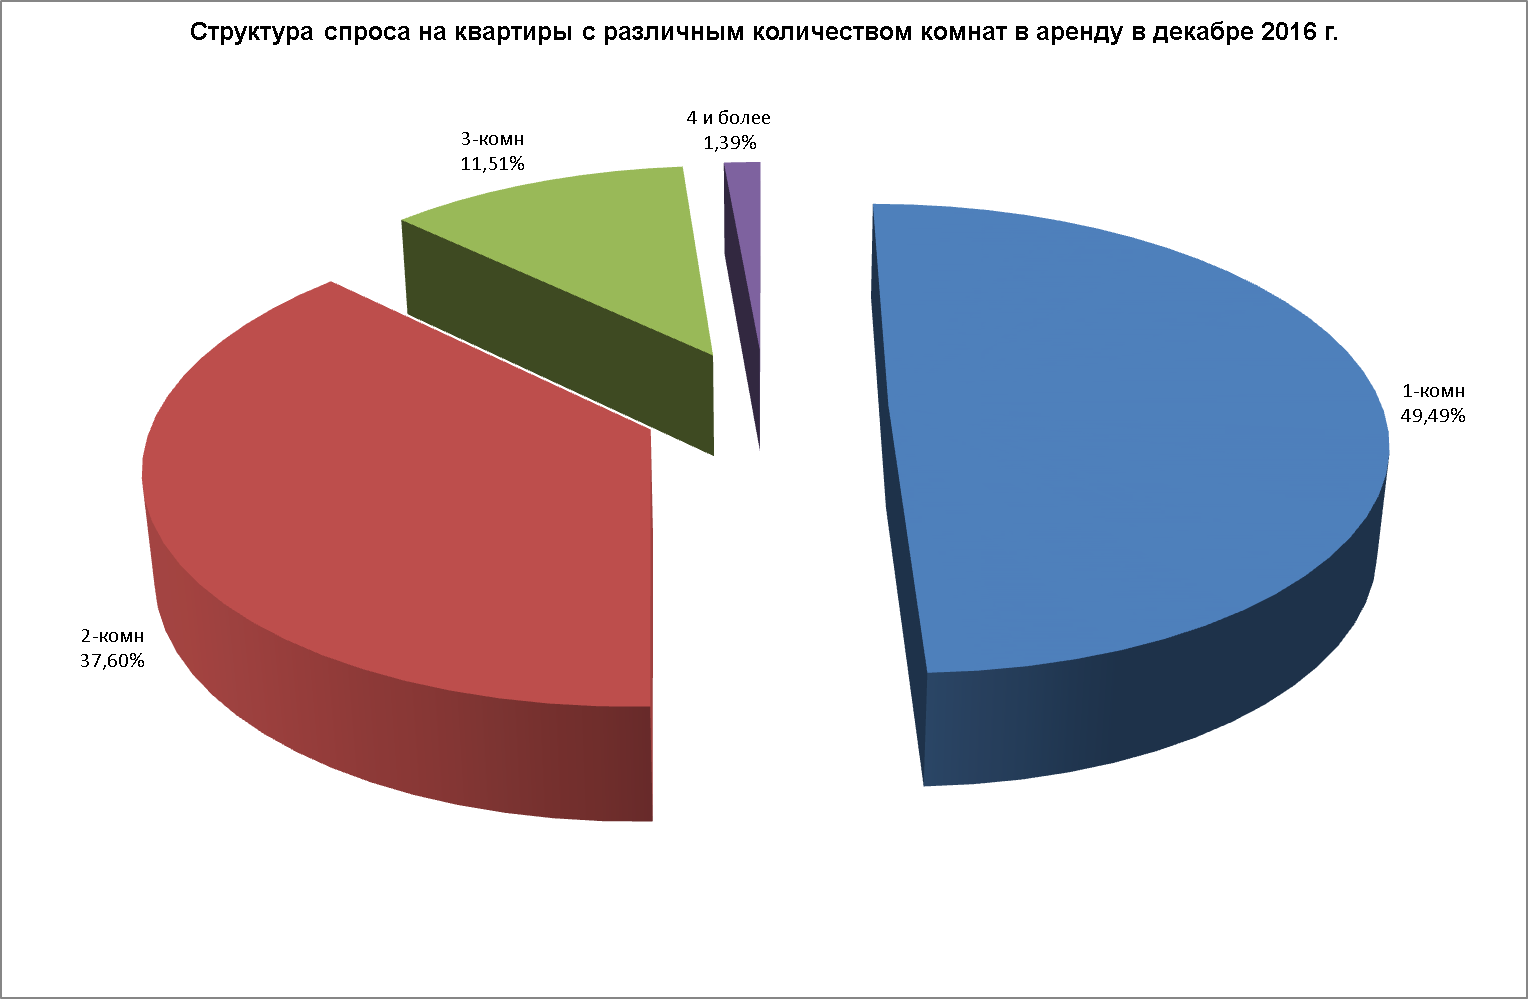 Структура спроса на квартиры с различным количеством комнат в аренду в декабре 2016 г.
4 и более
1,39%
3-комн
11,51%
1-комн
49,49%
2-комн
37,60%